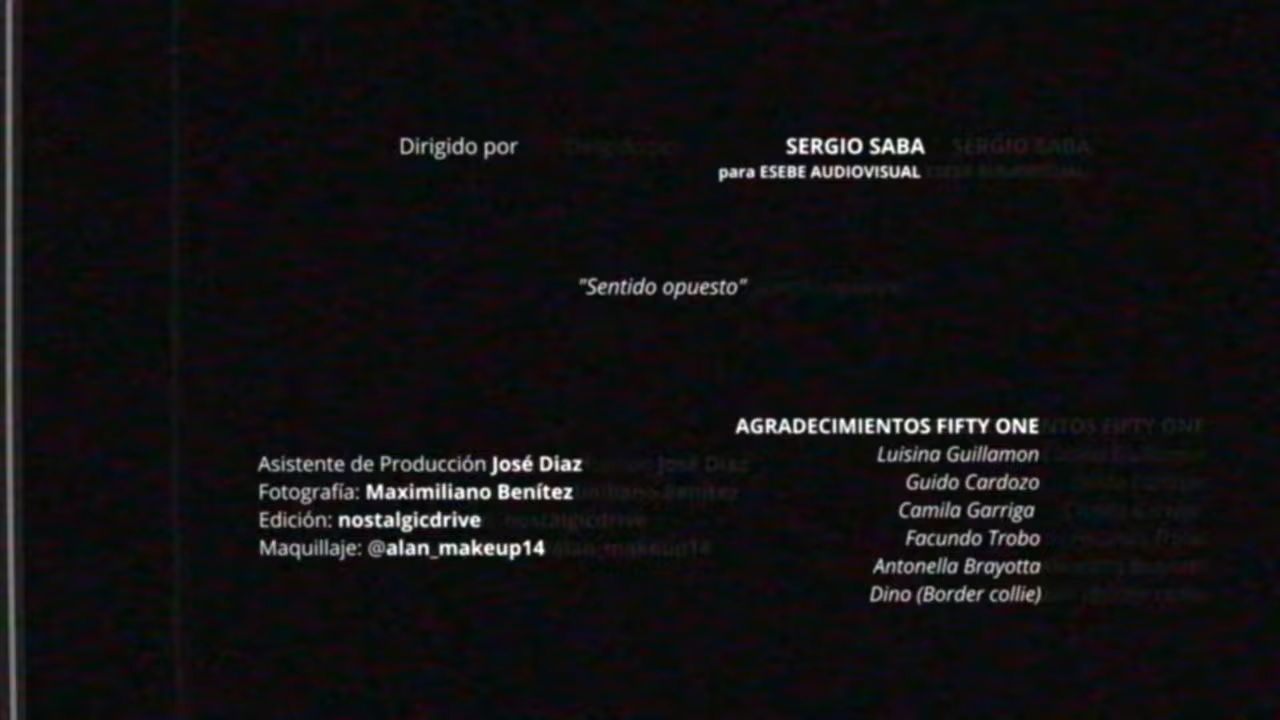 Dirigido por SERGIO SABA
para ESEBE AUDIOVISUAL
"Sentido opuesto"
Asistente de Producción José Diaz
Fotografía: Maximiliano Benítez
Edición: nostalgicdrive
Maquillaje: @alan_makeup14
AGRADECIMIENTOS FIFTY ONE
Luisina Guillamon
Guido Cardozo
Camila Garriga
Facundo Trobo
Antonella Brayotta
Dino (Border collie)